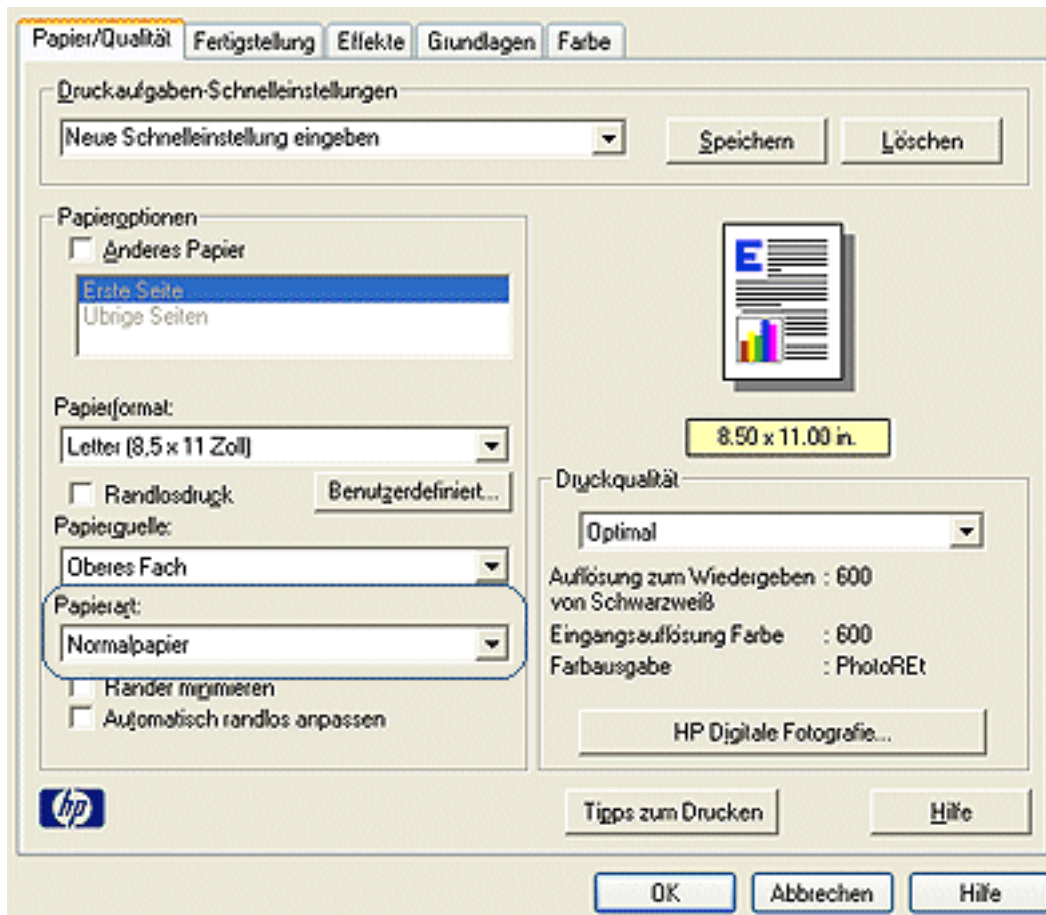 Papier/Qualität Fertigstellung Effekte Grundlagen Farbe
Druckaufgaben-Schnelleinstellungen
Neue Schnelleinstellung eingeben
Speichern
Löschen
Papieroptionen
Anderes Papier
Erste Seite
Übrige Seiten
Papierformat:
Letter (8,5 x 11 Zoll)
Randlosdruck
Benutzerdefiniert...
Papierquelle:
Oberes Fach
Papierart:
Normalpapier
Ränder minimieren
Automatisch randlos anpassen
E
8.50 x 11.00 in.
Druckqualität
Optimal
Auflösung zum Wiedergeben : 600
von Schwarzweiß
Eingangsauflösung Farbe : 600
Farbausgabe : PhotoREt
HP Digitale Fotografie...
hp
Tipps zum Drucken
Hilfe
OK
Abbrechen
Hilfe